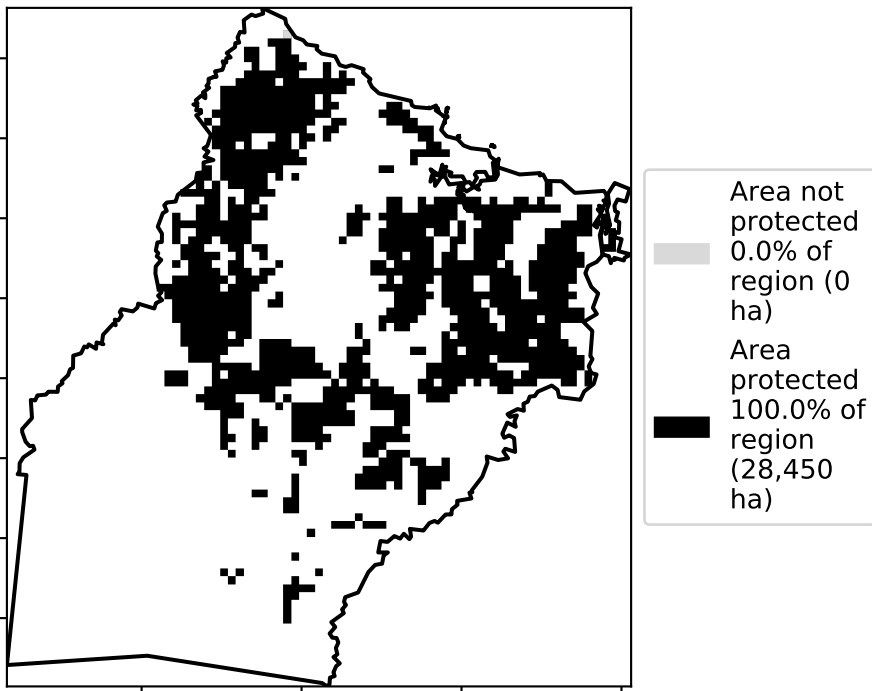 Area not
protected
0.0% of
region (0
ha)
Area
protected
100.0% of
region
(28,450
ha)